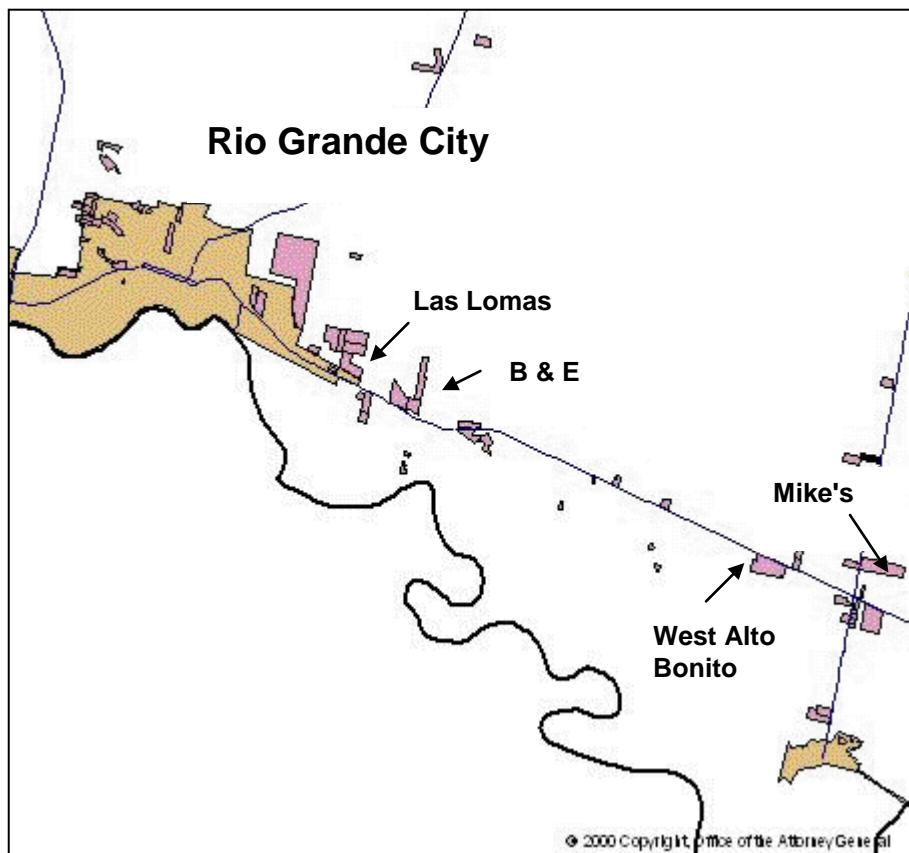 Rio Grande City
Las Lomas
B & E
Mike's
West Alto
Bonito
© 2000 Copyright, Office of the Attorney General